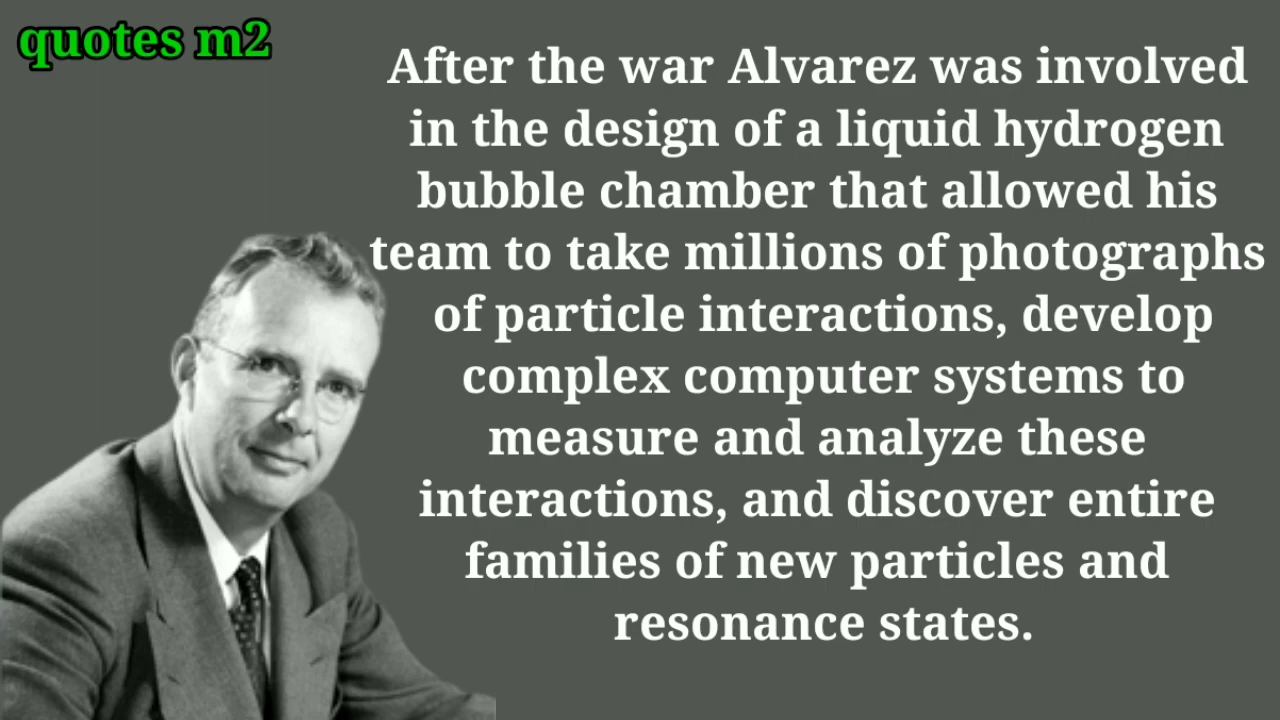 quotes m2
After the war Alvarez was involved
in the design of a liquid hydrogen
bubble chamber that allowed his
team to take millions of photographs
of particle interactions, develop
complex computer systems to
measure and analyze these
interactions, and discover entire
families of new particles and
resonance states.